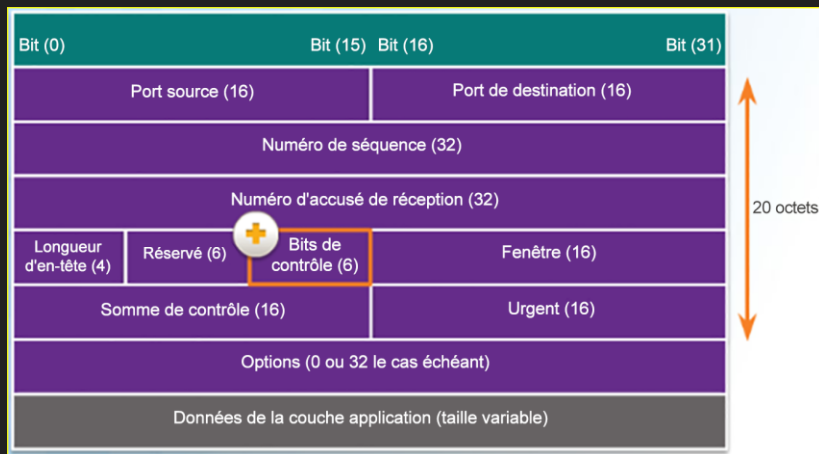 Bit (0) Bit (15) Bit (16) Bit (31)
Port source (16) Port de destination (16)
Numéro de séquence (32)
Numéro d'accusé de réception (32)
20 octets
Longueur
d'en-tête (4)
Réservé (6)
Bits de
contrôle (6)
Fenêtre (16)
Somme de contrôle (16) Urgent (16)
Options (0 ou 32 le cas échéant)
Données de la couche application (taille variable)